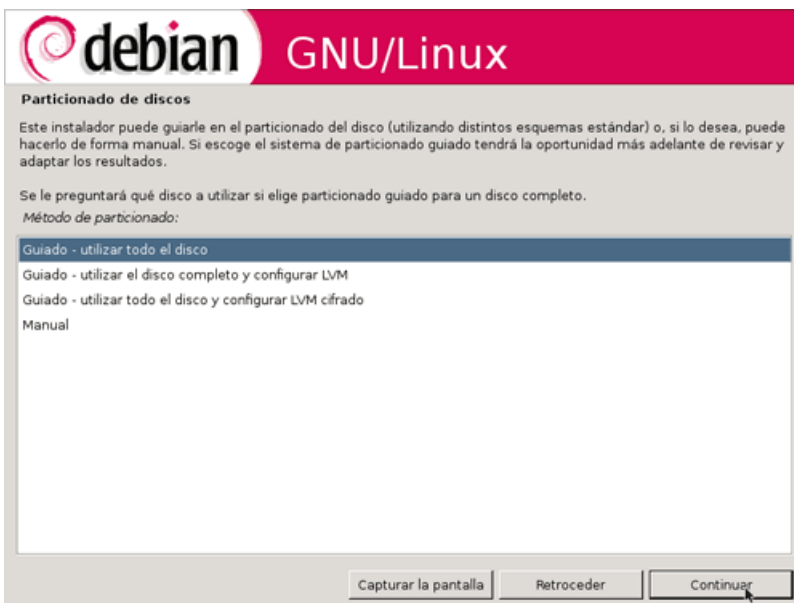 debian GNU/Linux
Particionado de discos
Este instalador puede guiarle en el particionado del disco (utilizando distintos esquemas estándar) o, si lo desea, puede
hacerlo de forma manual. Si escoge el sistema de particionado guiado tendrá la oportunidad más adelante de revisar y
adaptar los resultados.
Se le preguntará qué disco a utilizar si elige particionado guiado para un disco completo.
Método de particionado:
Guiado - utilizar todo el disco
Guiado - utilizar el disco completo y configurar LVM
Guiado - utilizar todo el disco y configurar LVM cifrado
Manual
Capturar la pantalla Retroceder Continuar